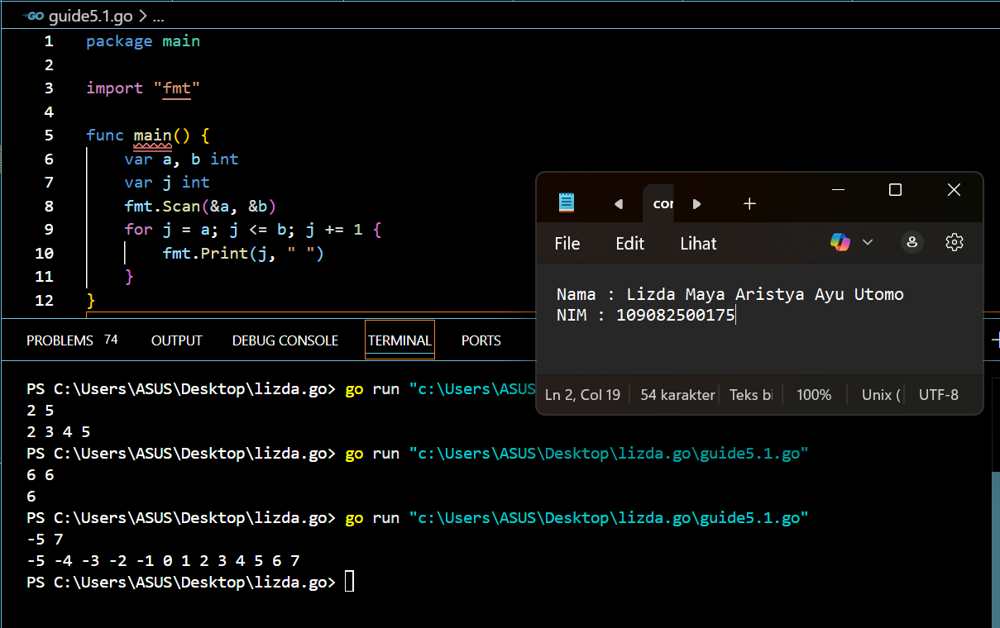 GO guide5.1.go > ...
1 package main
2
3 import "fmt"
4
5 func main() {
6 var a, b int
7 var j int
8 fmt.Scan(&a, &b)
9 for j = a; j <= b; j += 1 {
10 fmt.Print(j, " ")
11 }
12 }
File Edit Lihat
Nama : Lizda Maya Aristya Ayu Utomo
NIM : 109082500175
Ln 2, Col 19 54 karakter Teks bi 100% Unix ( UTF-8
PROBLEMS 74 OUTPUT DEBUG CONSOLE TERMINAL PORTS
PS C:\Users\ASUS\Desktop\lizda.go> go run "c:\Users\ASUS
2 5
2 3 4 5
PS C:\Users\ASUS\Desktop\lizda.go> go run "c:\Users\ASUS\Desktop\lizda.go\guide5.1.go"
6 6
6
PS C:\Users\ASUS\Desktop\lizda.go> go run "c:\Users\ASUS\Desktop\lizda.go\guide5.1.go"
-5 7
-5 -4 -3 -2 -1 0 1 2 3 4 5 6 7
PS C:\Users\ASUS\Desktop\lizda.go>